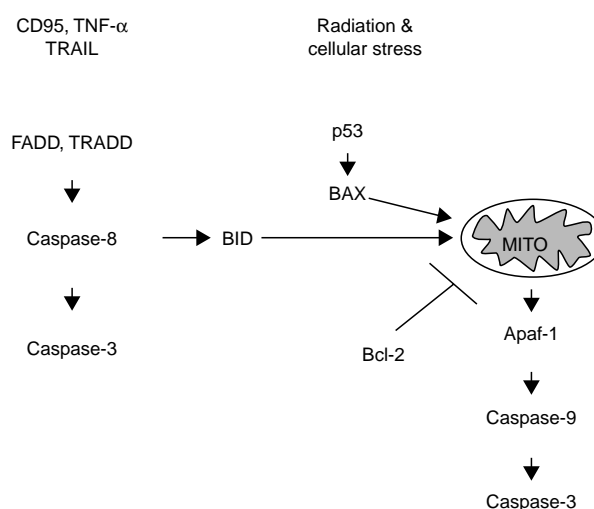 CD95, TNF-α
TRAIL
Radiation &
cellular stress
FADD, TRADD
p53
BAX
Caspase-8
BID
MITO
Caspase-3
Bcl-2
Apaf-1
Caspase-9
Caspase-3